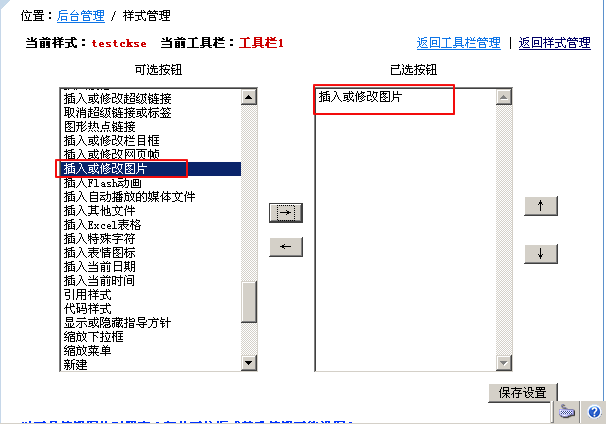 位置：后台管理 / 样式管理
当前样式：testckse 当前工具栏：工具栏1
返回工具栏管理 | 返回样式管理
可选按钮
已选按钮
插入或修改超级链接
取消超级链接或标签
图形热点链接
插入或修改栏目框
插入或修改网页帧
插入或修改图片
插入Flash动画
插入自动播放的媒体文件
插入其他文件
插入Excel表格
插入特殊字符
插入表情图标
插入当前日期
插入当前时间
引用样式
代码样式
显示或隐藏指导方针
缩放下拉框
缩放菜单
新建
→
←
插入或修改图片
↑
↓
保存设置